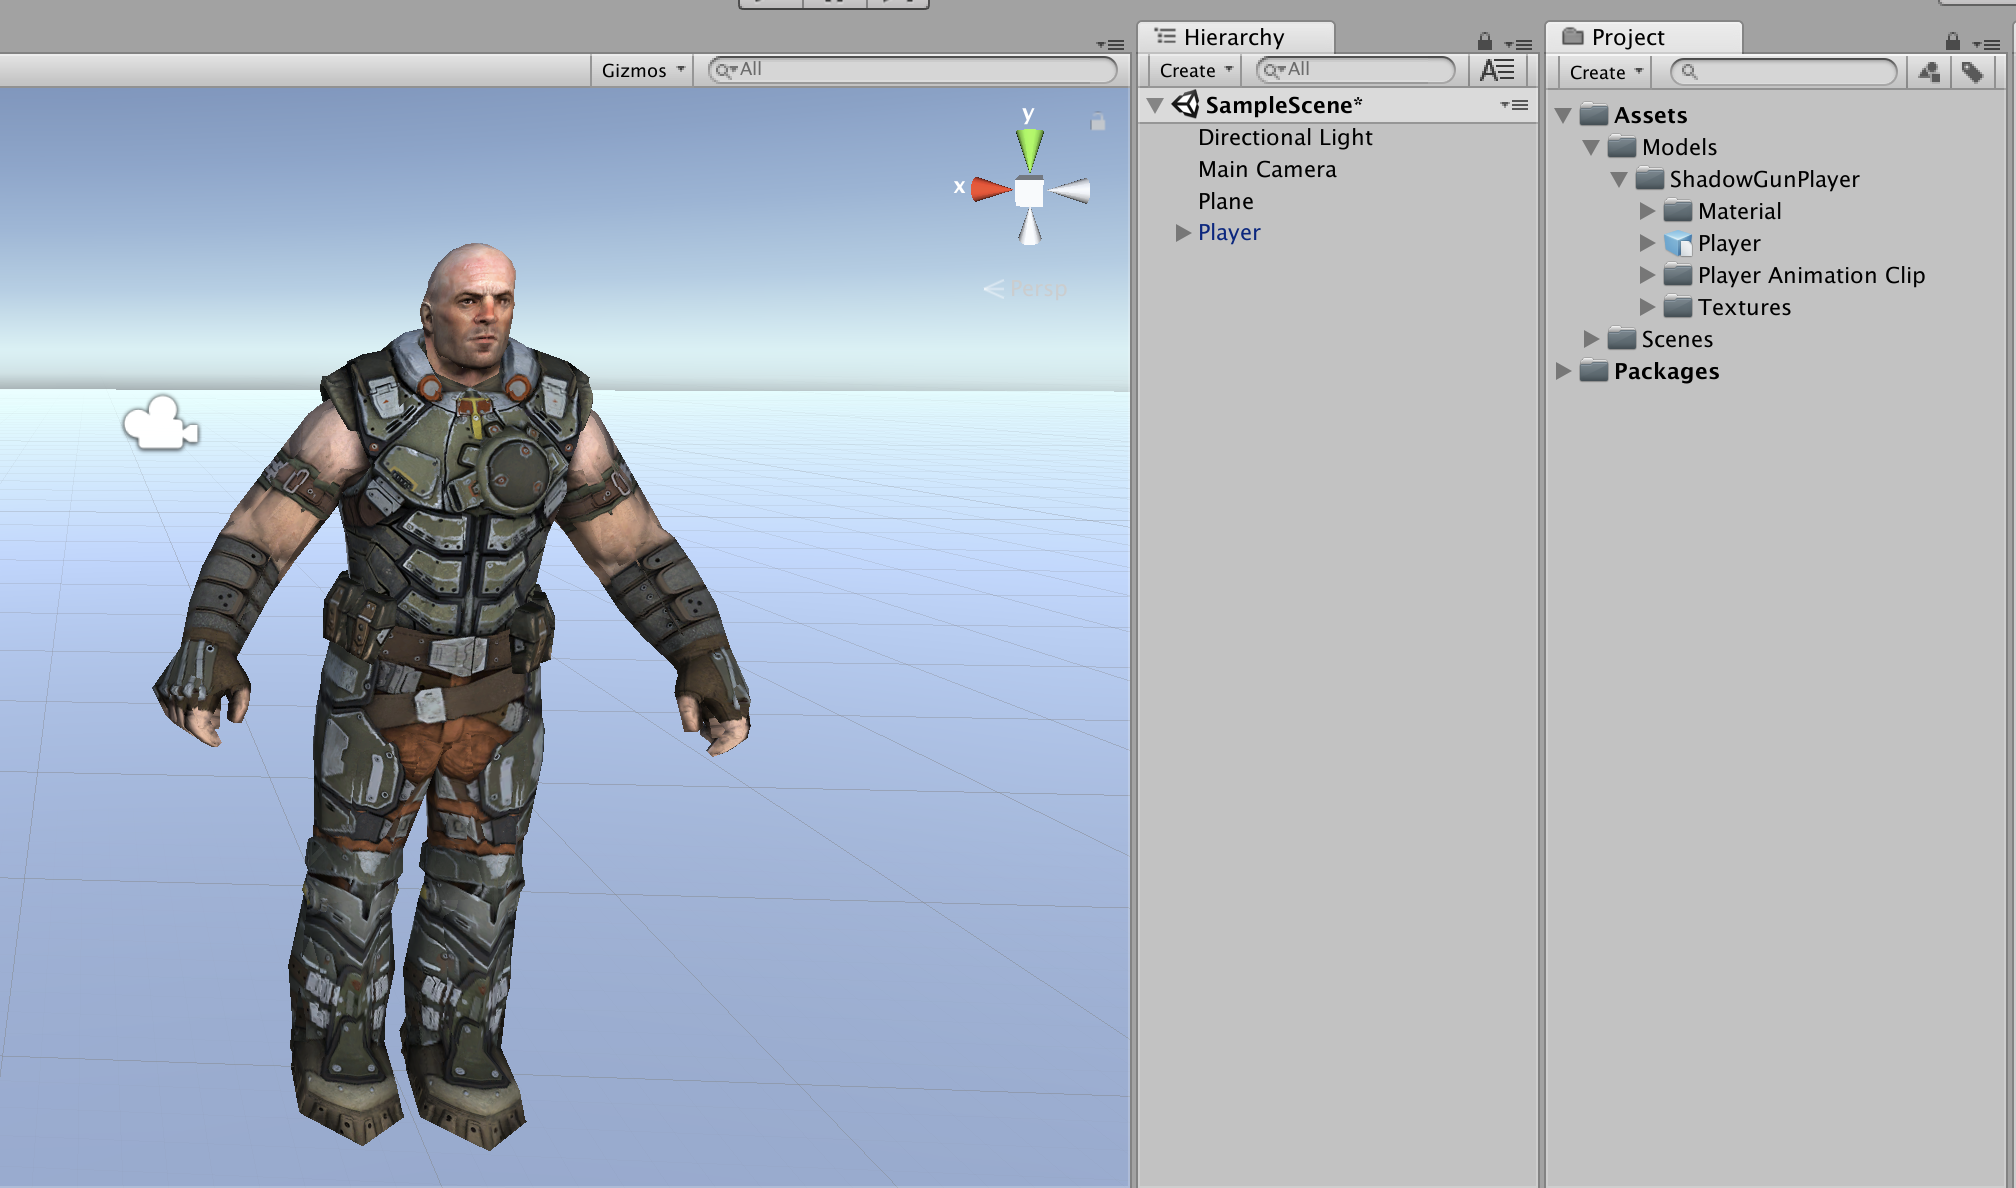 Hierarchy
Project
Gizmos
All
Create
All
Create
SampleScene*
Directional Light
Main Camera
Plane
Player
Assets
Models
ShadowGunPlayer
Material
Player
Player Animation Clip
Textures
Scenes
Packages
y
x
Persp